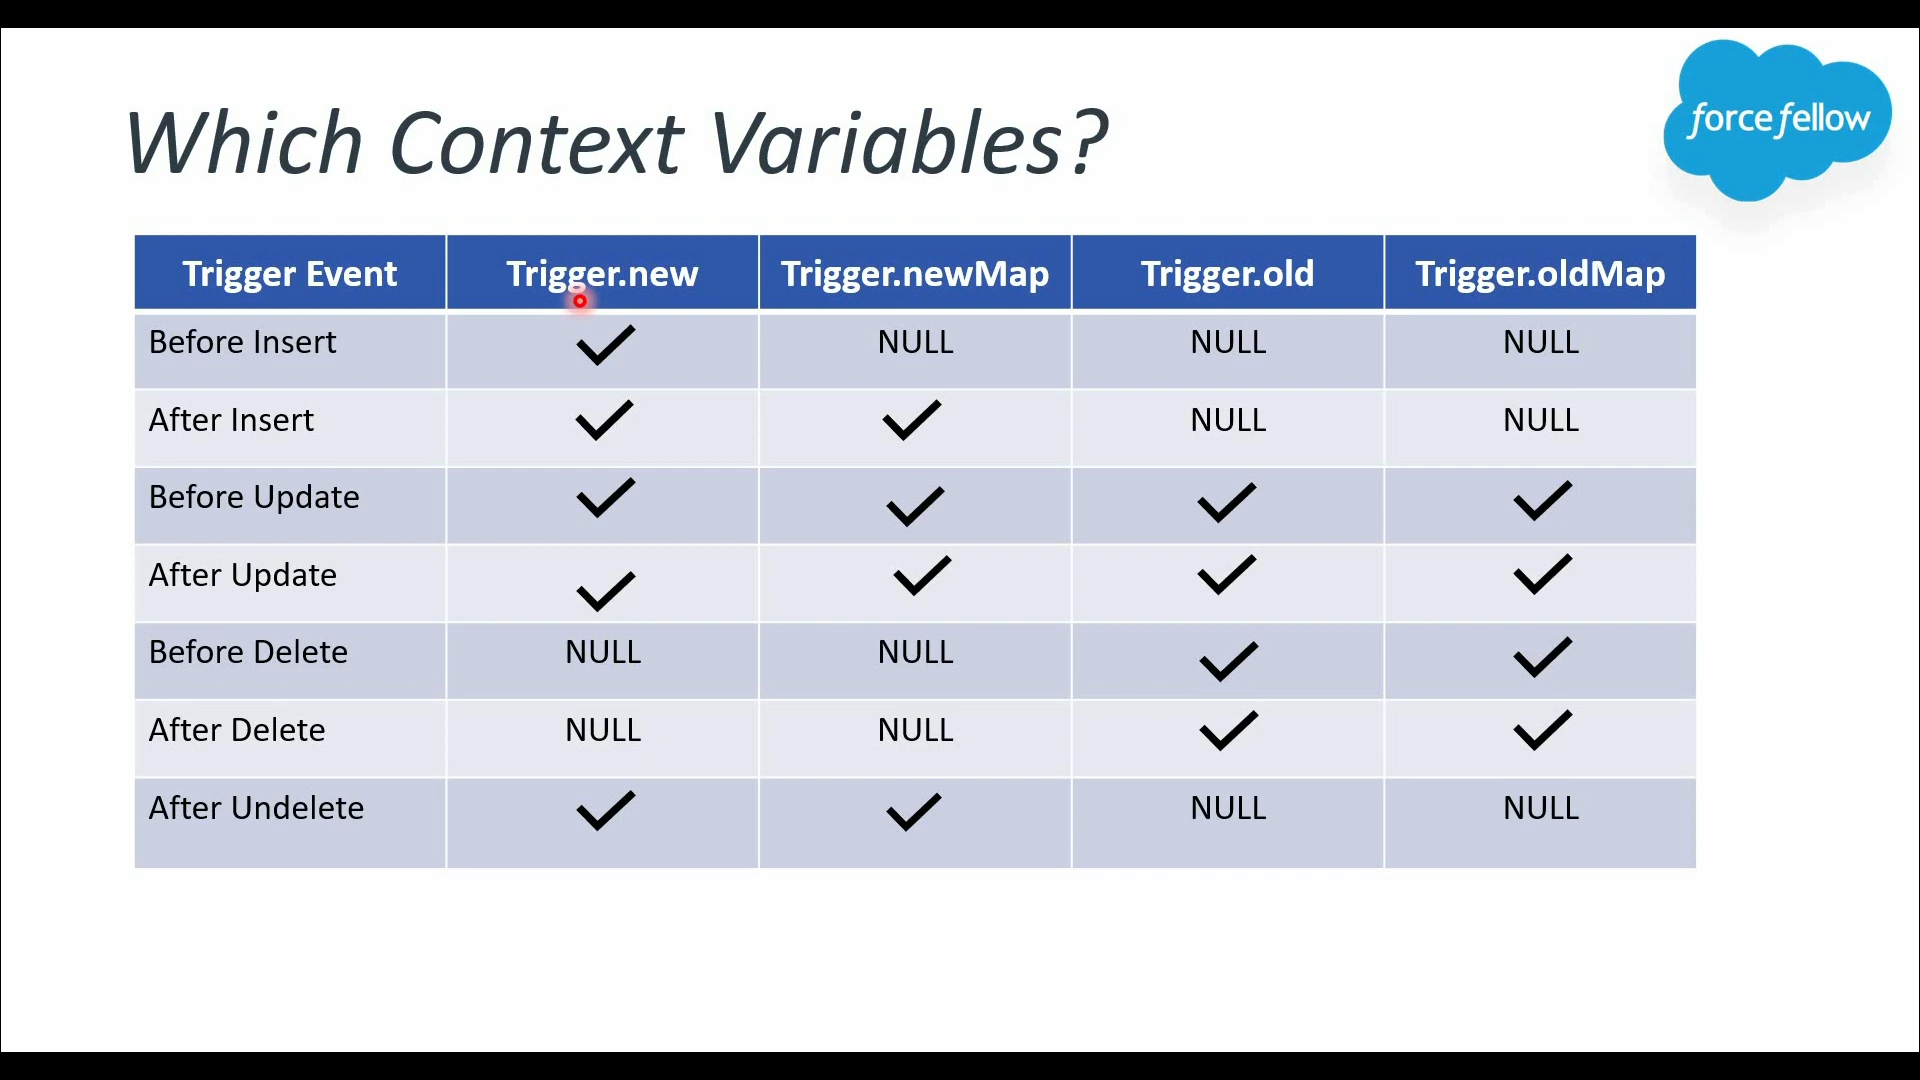 force fellow
Which Context Variables?
Trigger Event Trigger.new Trigger.newMap Trigger.old Trigger.oldMap
Before Insert ✓ NULL NULL NULL
After Insert ✓ ✓ NULL NULL
Before Update ✓ ✓ ✓ ✓
After Update ✓ ✓ ✓ ✓
Before Delete NULL NULL ✓ ✓
After Delete NULL NULL ✓ ✓
After Undelete ✓ ✓ NULL NULL